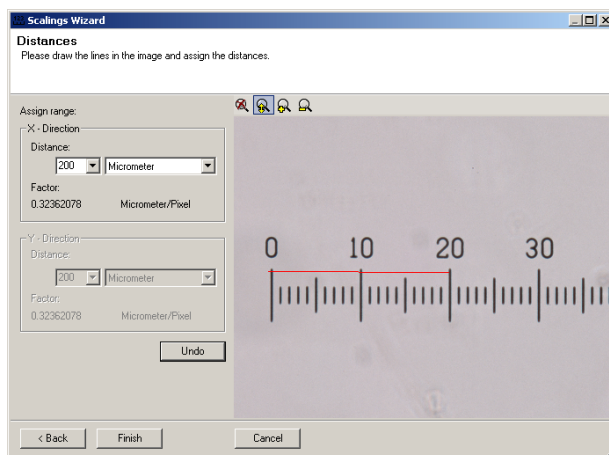 Scalings Wizard
Distances
Please draw the lines in the image and assign the distances.
Assign range:
X - Direction
Distance:
200 Micrometer
Factor:
0.32362078 Micrometer/Pixel
Y - Direction
Distance:
200 Micrometer
Factor:
0.32362078 Micrometer/Pixel
Undo
0 10 20 30
< Back Finish Cancel